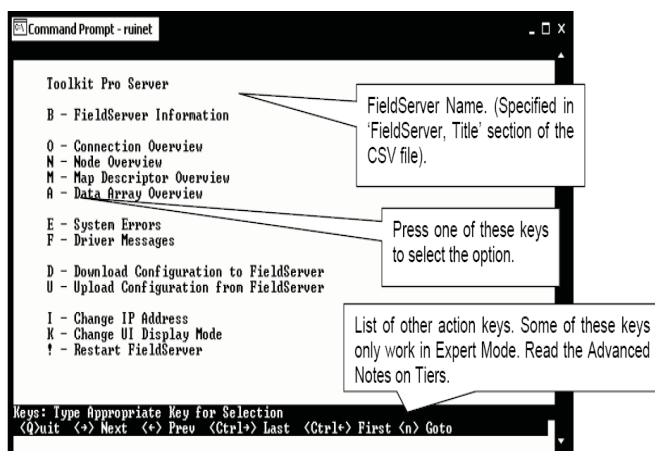 Command Prompt - ruinet
Toolkit Pro Server
B - FieldServer Information
O - Connection Overview
N - Node Overview
M - Map Descriptor Overview
A - Data Array Overview
E - System Errors
F - Driver Messages
D - Download Configuration to FieldServer
U - Upload Configuration from FieldServer
I - Change IP Address
K - Change UI Display Mode
! - Restart FieldServer
FieldServer Name. (Specified in
‘FieldServer, Title’ section of the
CSV file).
Press one of these keys
to select the option.
List of other action keys. Some of these keys
only work in Expert Mode. Read the Advanced
Notes on Tiers.
Keys: Type Appropriate Key for Selection
<Q>uit <→> Next <←> Prev <Ctrl→> Last <Ctrl←> First <n> Goto